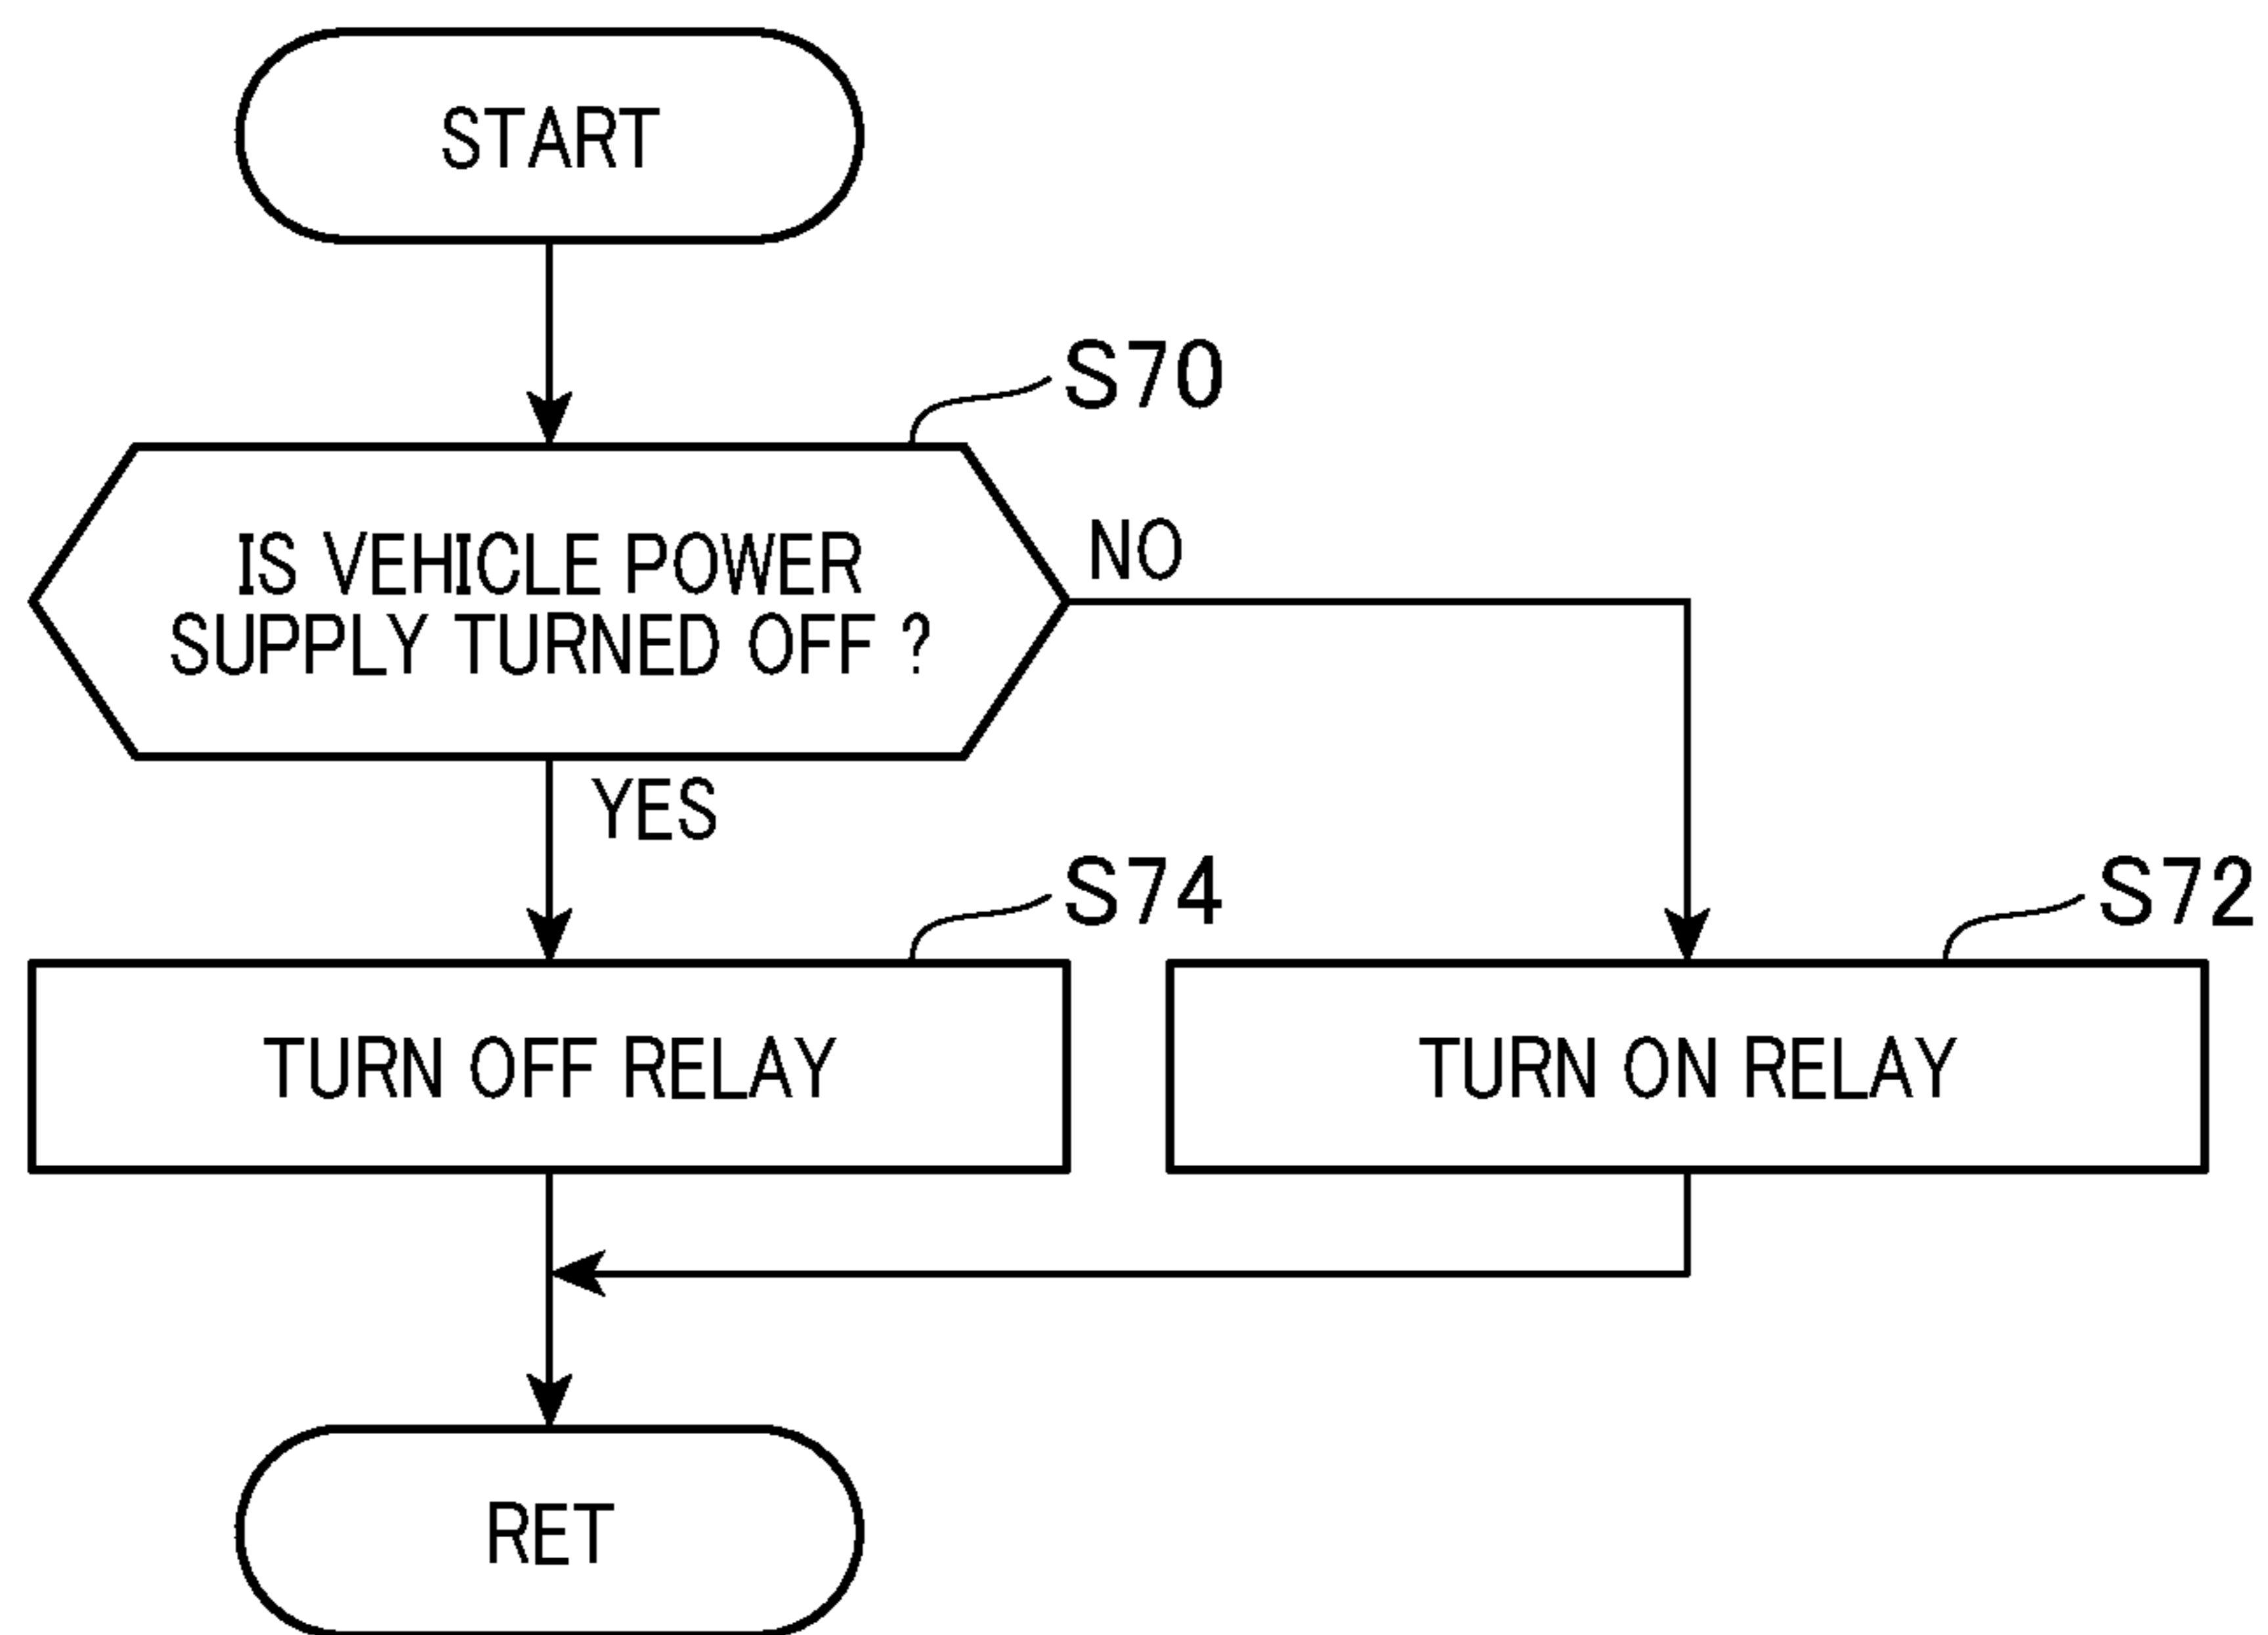 START
S70
IS VEHICLE POWER
SUPPLY TURNED OFF ?
NO
YES
S74
S72
TURN OFF RELAY
TURN ON RELAY
RET